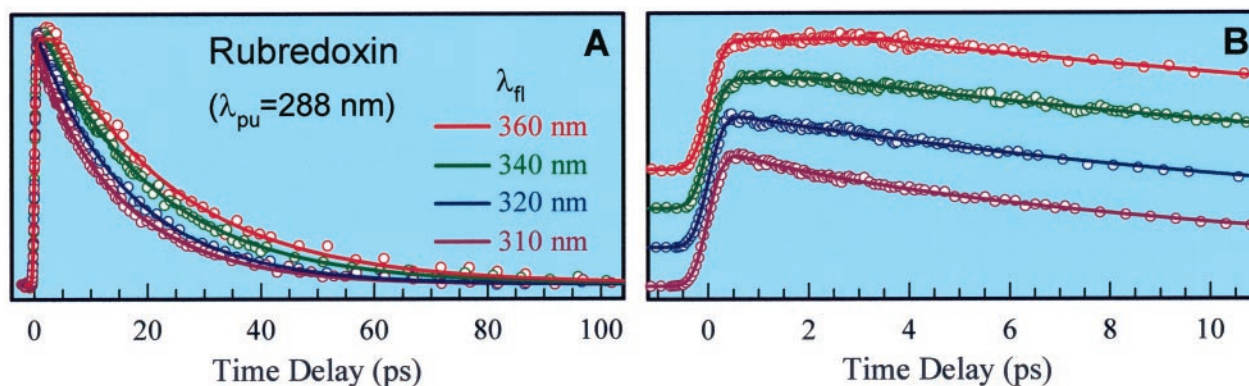 Rubredoxin
(λpu=288 nm)
A
λfl
360 nm
340 nm
320 nm
310 nm
0 20 40 60 80 100
Time Delay (ps)
B
0 2 4 6 8 10
Time Delay (ps)